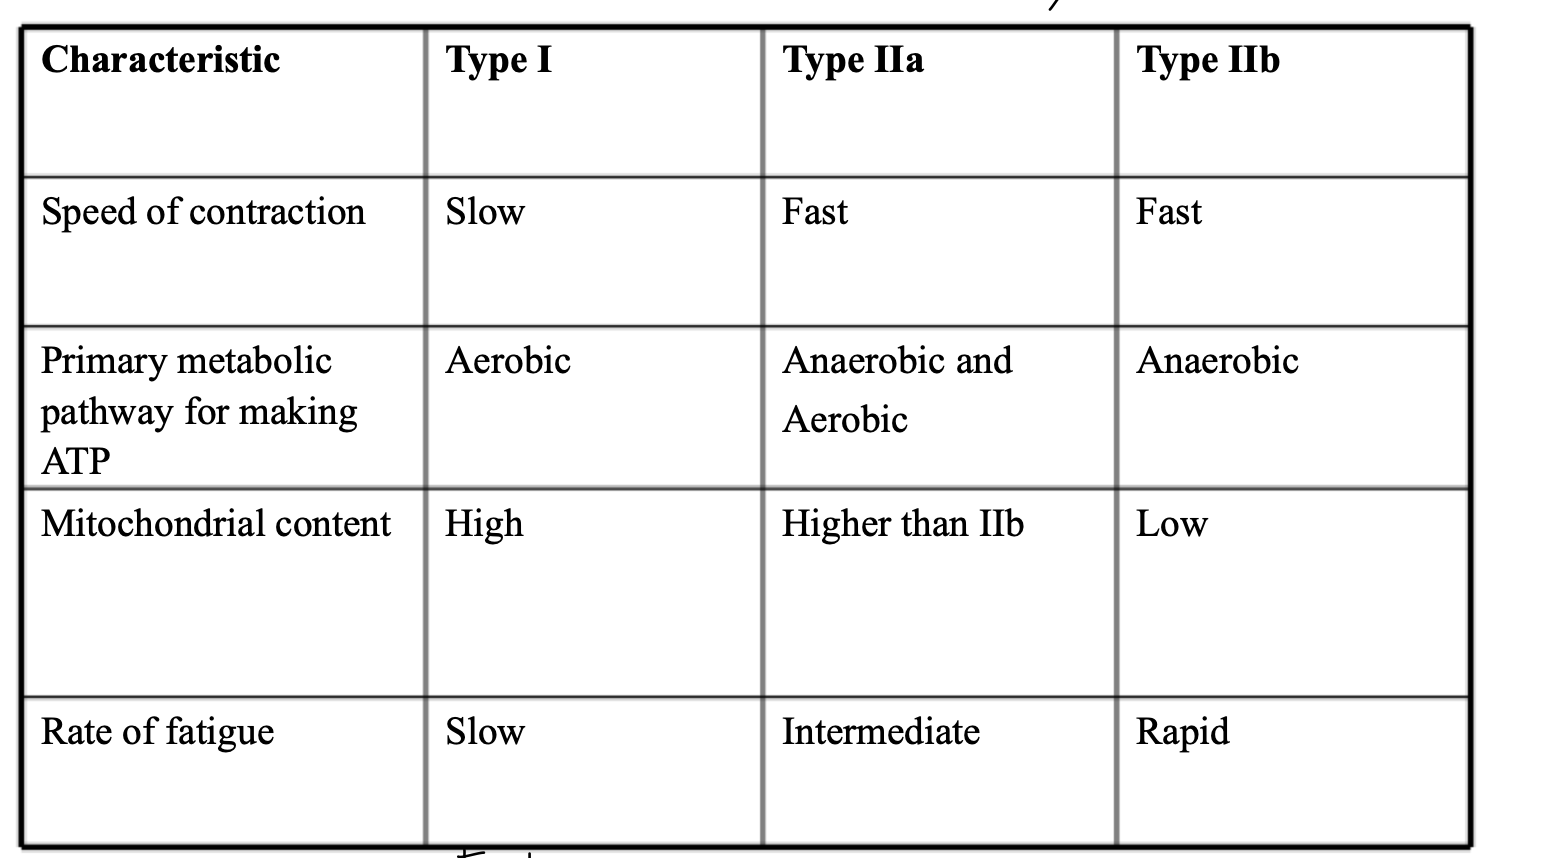 Characteristic Type I Type IIa Type IIb
Speed of contraction Slow Fast Fast
Primary metabolic Aerobic Anaerobic and Anaerobic
pathway for making Aerobic
ATP
Mitochondrial content High Higher than IIb Low
Rate of fatigue Slow Intermediate Rapid